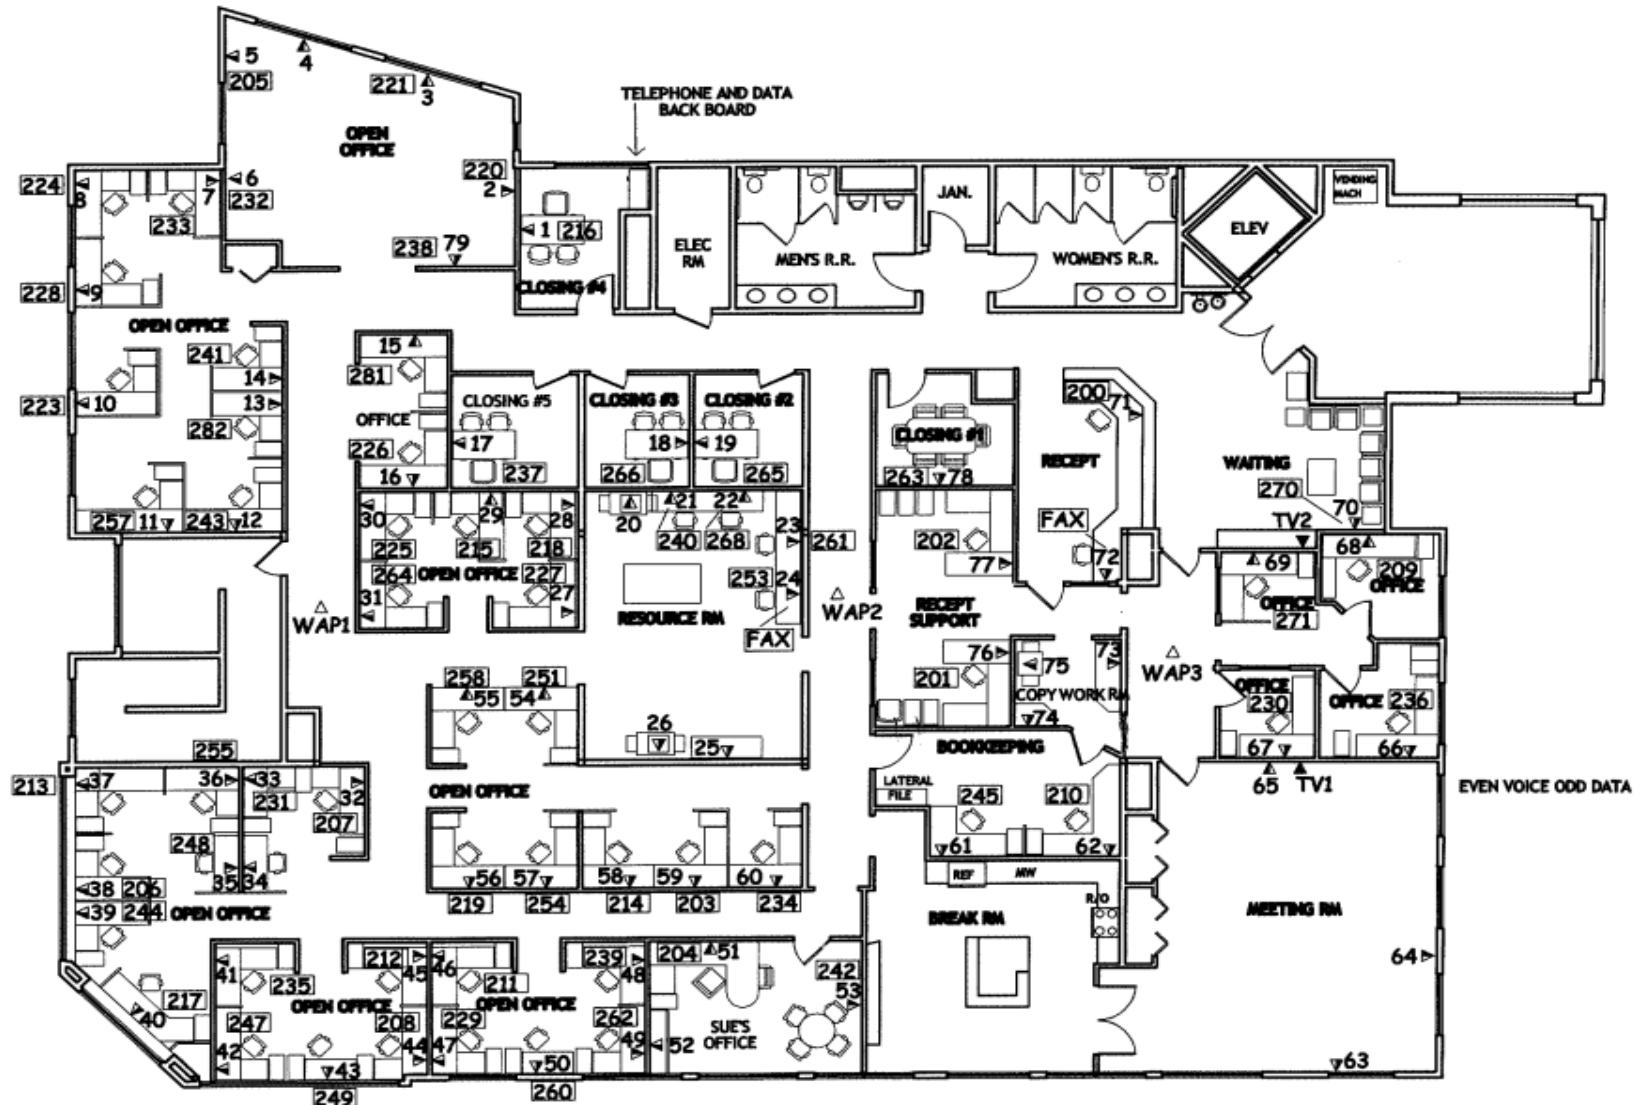 5
4
205
221
3
TELEPHONE AND DATA
BACK BOARD
OPEN
OFFICE
224
8
7
6
232
233
220
2
JAN.
VENDING
MACH
1 216
ELEV
ELEC
RM
238 79
MEN'S R.R.
WOMEN'S R.R.
CLOSING #4
228
9
OPEN OFFICE
241
14
223
10
13
282
257 11
243 12
15
281
OFFICE
226
16
CLOSING #5
17
237
CLOSING #3
18
266
CLOSING #2
19
265
CLOSING #1
263 78
200
71
RECEPT
WAITING
270
70
TV2
FAX
72
30
29
28
225
215
218
OPEN OFFICE
264
227
31
27
20
21
22
240
268
23
261
253
24
RESOURCE RM
FAX
WAP1
WAP2
202
77
RECEPT
SUPPORT
76
201
75
73
COPY WORK RM
74
WAP3
69
OFFICE
271
68
209
OFFICE
OFFICE
230
67
OFFICE 236
66
258
55
251
54
26
25
255
213
37
36
33
32
231
207
OPEN OFFICE
BOOKKEEPING
LATERAL
FILE
245
210
61
62
65
TV1
EVEN VOICE ODD DATA
248
35
34
38 206
39 244
OPEN OFFICE
56
57
58
59
60
219
254
214
203
234
REF
MW
R/O
BREAK RM
MEETING RM
64
217
40
41
235
212
45
OPEN OFFICE
247
208
42
44
43
249
46
211
239
48
OPEN OFFICE
229
262
47
49
50
260
204 51
242
53
SUE'S
OFFICE
52
63